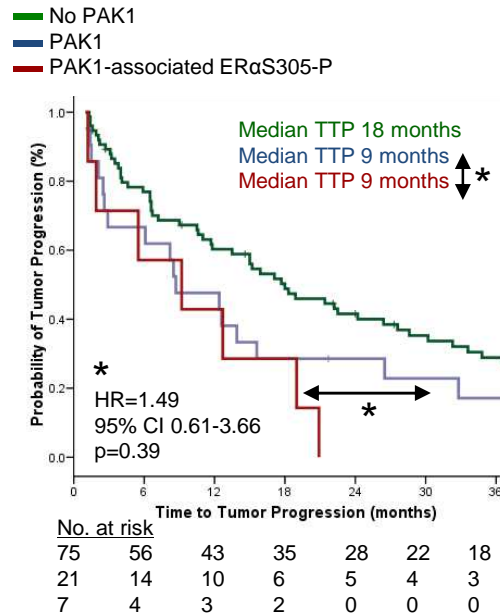 No PAK1
PAK1
PAK1-associated ERαS305-P
Median TTP 18 months
Median TTP 9 months
Median TTP 9 months
*
Probability of Tumor Progression (%)
1.0
0.8
0.6
0.4
0.2
0.0
*
HR=1.49
95% CI 0.61-3.66
p=0.39
*
0 6 12 18 24 30 36
Time to Tumor Progression (months)
No. at risk
75 56 43 35 28 22 18
21 14 10 6 5 4 3
7 4 3 2 0 0 0